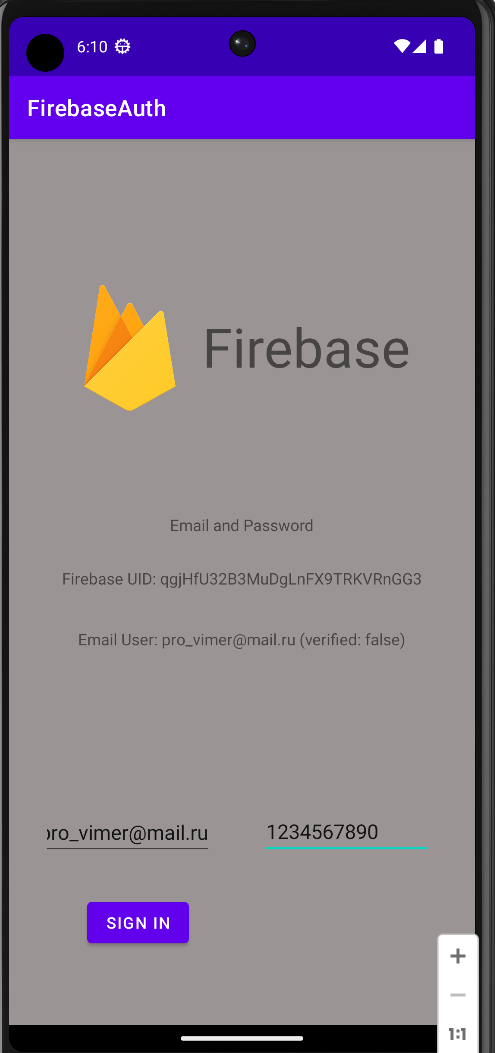 6:10
FirebaseAuth
Firebase
Email and Password
Firebase UID: qgjHfU32B3MuDgLnFX9TRKVRnGG3
Email User: pro_vimer@mail.ru (verified: false)
pro_vimer@mail.ru 1234567890
SIGN IN
1:1